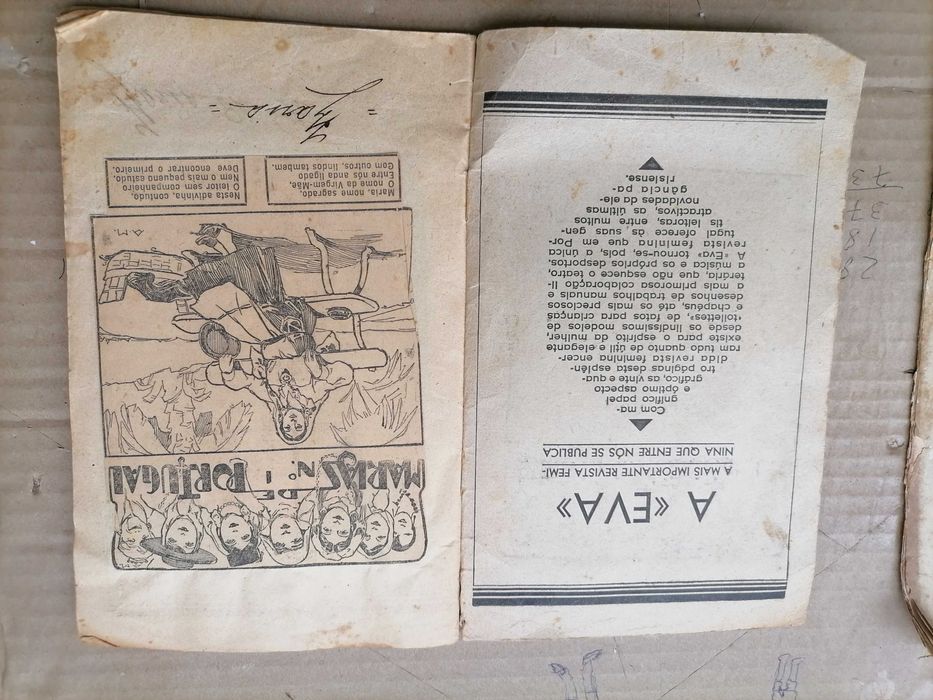 A «EVA»
A MAIS IMPORTANTE REVISTA FEMI-
NINA QUE ENTRE NÓS SE PUBLICA
Com ma-
gnífico papel
e óptimo aspecto
gráfico, as vinte e qua-
tro páginas desta esplên-
dida revista feminina encer-
ram tudo quanto de útil e elegante
existe para o espírito da mulher,
desde os lindíssimos modelos de
«toilettes», de fatos para crianças
e chapéus, até os mais preciosos
desenhos de trabalhos manuais e
a mais primorosa colaboração li-
terária, que não esquece o teatro,
a música e os próprios desportos.
A «Eva» tornou-se, pois, a única
revista feminina que em Por-
tugal oferece às suas gen-
tis leitoras, entre muitos
atractivos, as últimas
novidades da ele-
gância pa-
risiense.
MARIAS DE PORTUGAL
N.º 1
A.M.
Maria, nome sagrado,
O nome da Virgem-Mãe,
Entre nós anda ligado
Com outros, lindos tambem.
Nesta adivinha, contudo,
O leitor sem companheiro
Nem o mais pequeno estudo,
Deve encontrar o primeiro.
= Maria =
28
18
37
73